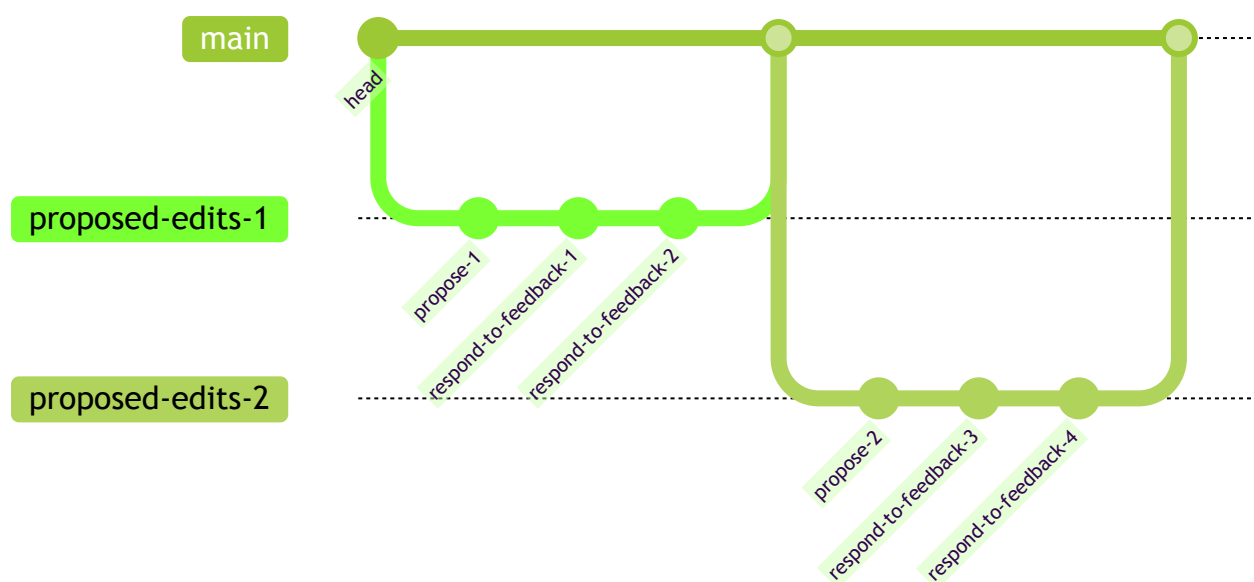 main
head
proposed-edits-1
propose-1
respond-to-feedback-1
respond-to-feedback-2
proposed-edits-2
propose-2
respond-to-feedback-3
respond-to-feedback-4